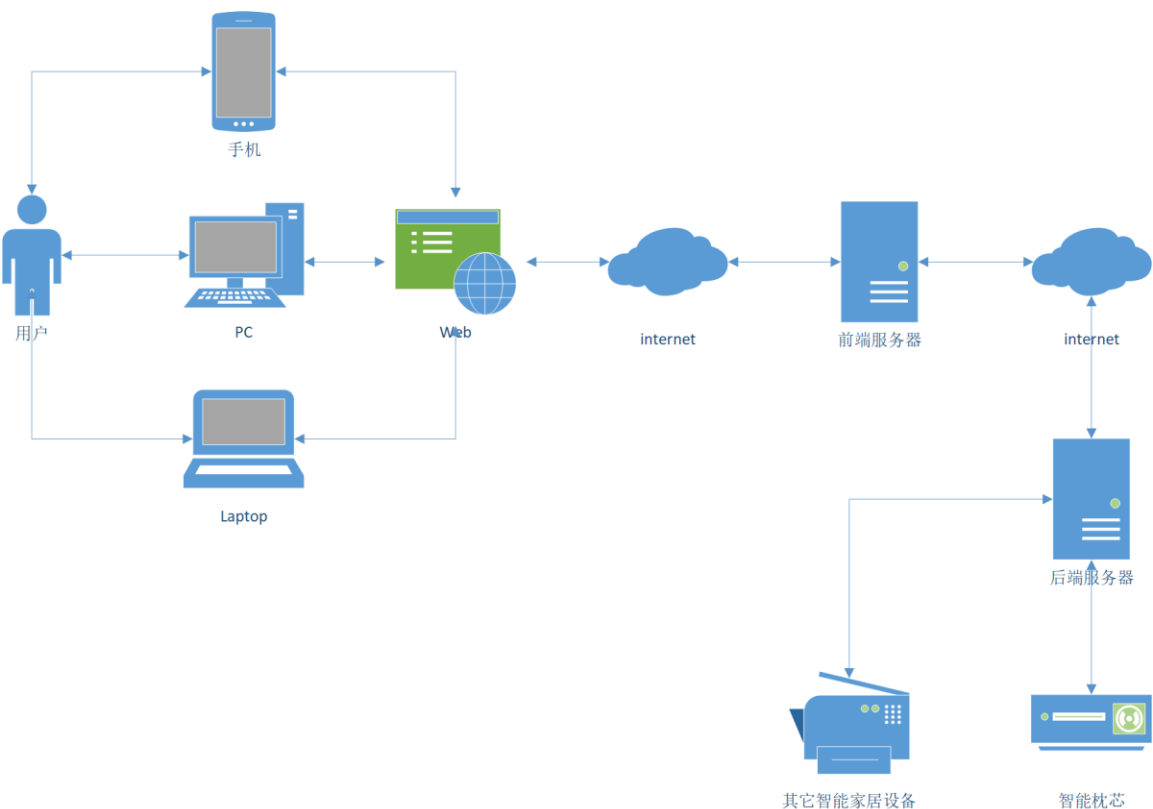 手机
用户
PC
Web
internet
前端服务器
internet
Laptop
后端服务器
其它智能家居设备
智能枕芯